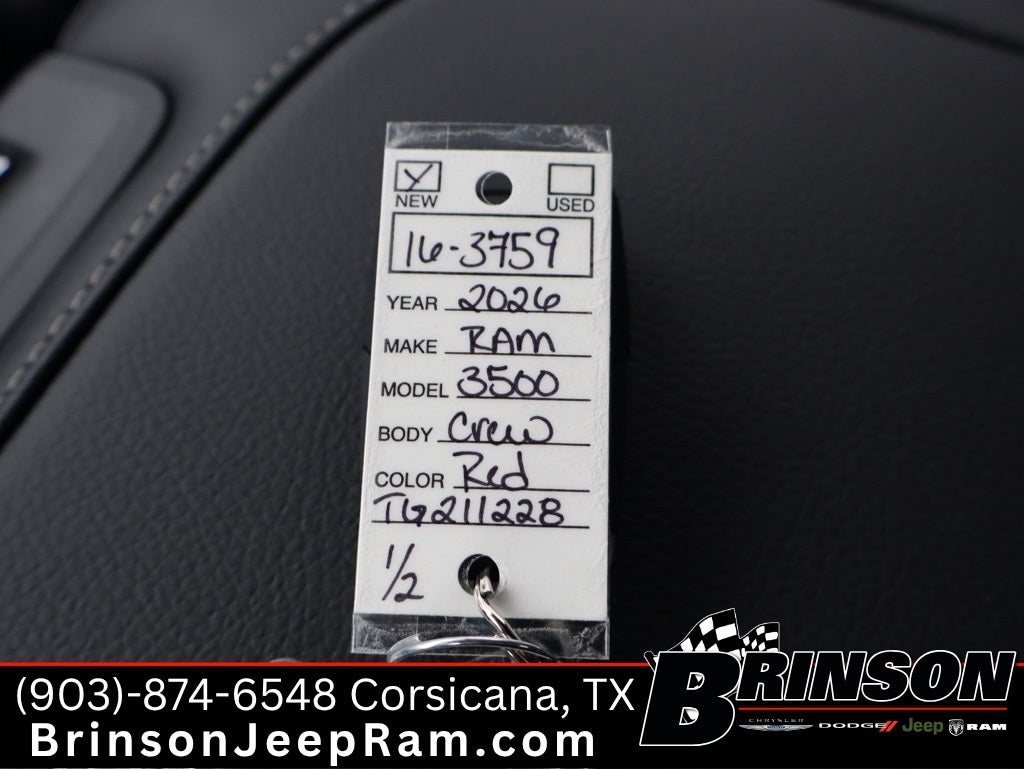 NEW USED
16-3759
YEAR 2026
MAKE RAM
MODEL 3500
BODY Crew
COLOR Red
TG211228
1/2
(903)-874-6548 Corsicana, TX
BrinsonJeepRam.com
BRINSON
CHRYSLER DODGE Jeep RAM